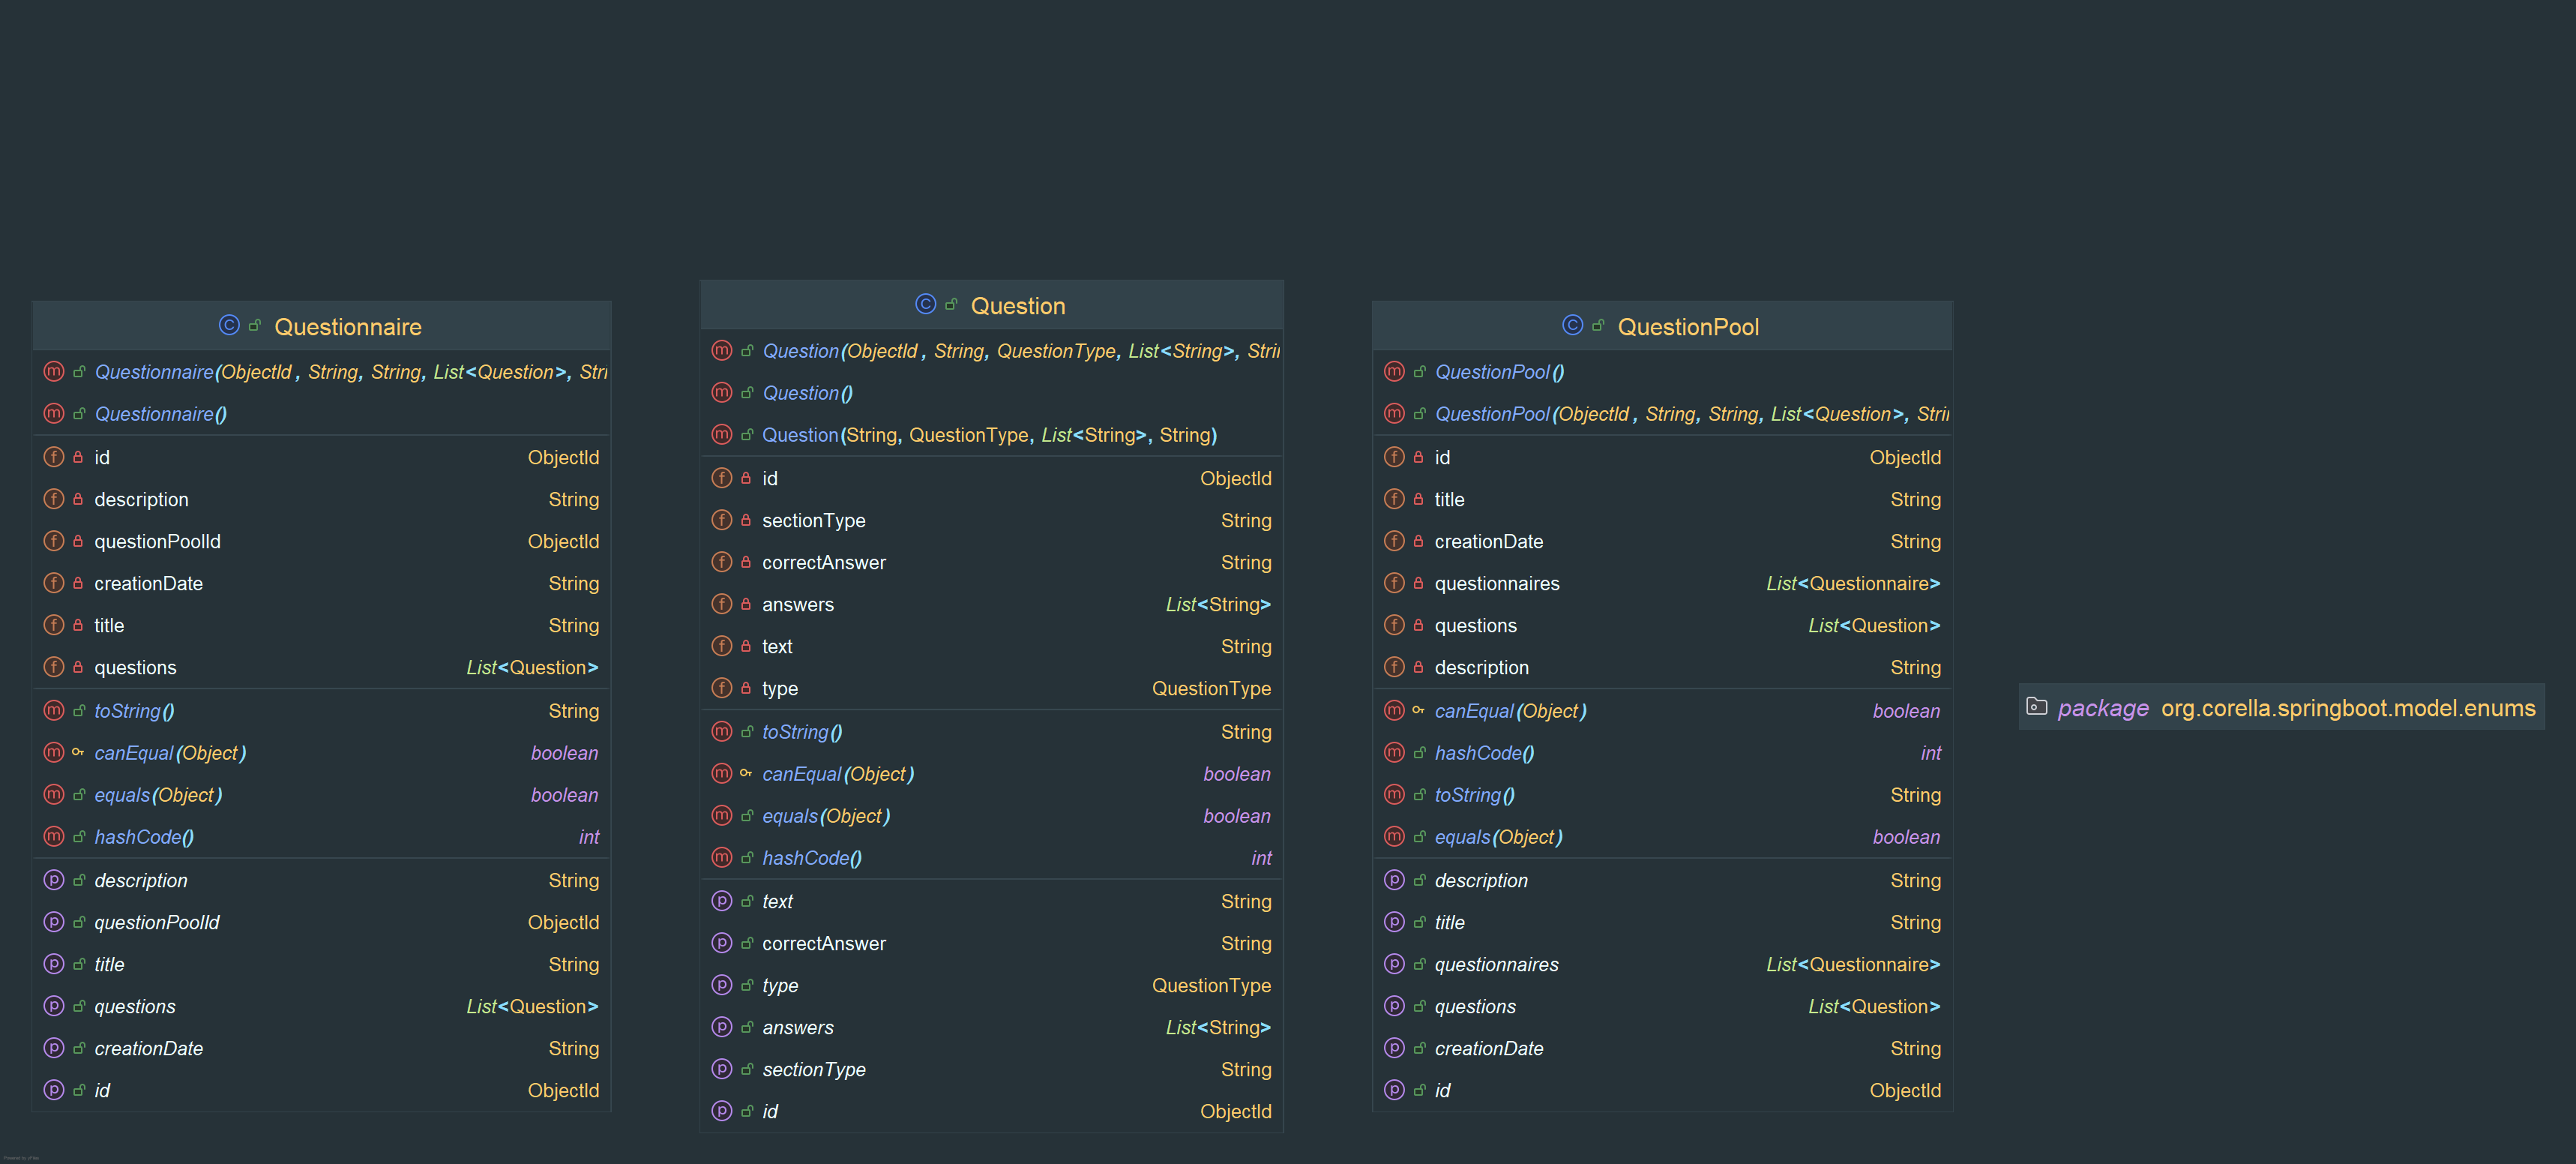 Questionnaire
Questionnaire(ObjectId, String, String, List<Question>, Stri
Questionnaire()
id ObjectId
description String
questionPoolId ObjectId
creationDate String
title String
questions List<Question>
toString() String
canEqual(Object) boolean
equals(Object) boolean
hashCode() int
description String
questionPoolId ObjectId
title String
questions List<Question>
creationDate String
id ObjectId
Question
Question(ObjectId, String, QuestionType, List<String>, Strin
Question()
Question(String, QuestionType, List<String>, String)
id ObjectId
sectionType String
correctAnswer String
answers List<String>
text String
type QuestionType
toString() String
canEqual(Object) boolean
equals(Object) boolean
hashCode() int
text String
correctAnswer String
type QuestionType
answers List<String>
sectionType String
id ObjectId
QuestionPool
QuestionPool()
QuestionPool(ObjectId, String, String, List<Question>, Strin
id ObjectId
title String
creationDate String
questionnaires List<Questionnaire>
questions List<Question>
description String
canEqual(Object) boolean
hashCode() int
toString() String
equals(Object) boolean
description String
title String
questionnaires List<Questionnaire>
questions List<Question>
creationDate String
id ObjectId
package org.corella.springboot.model.enums
Powered by yFiles